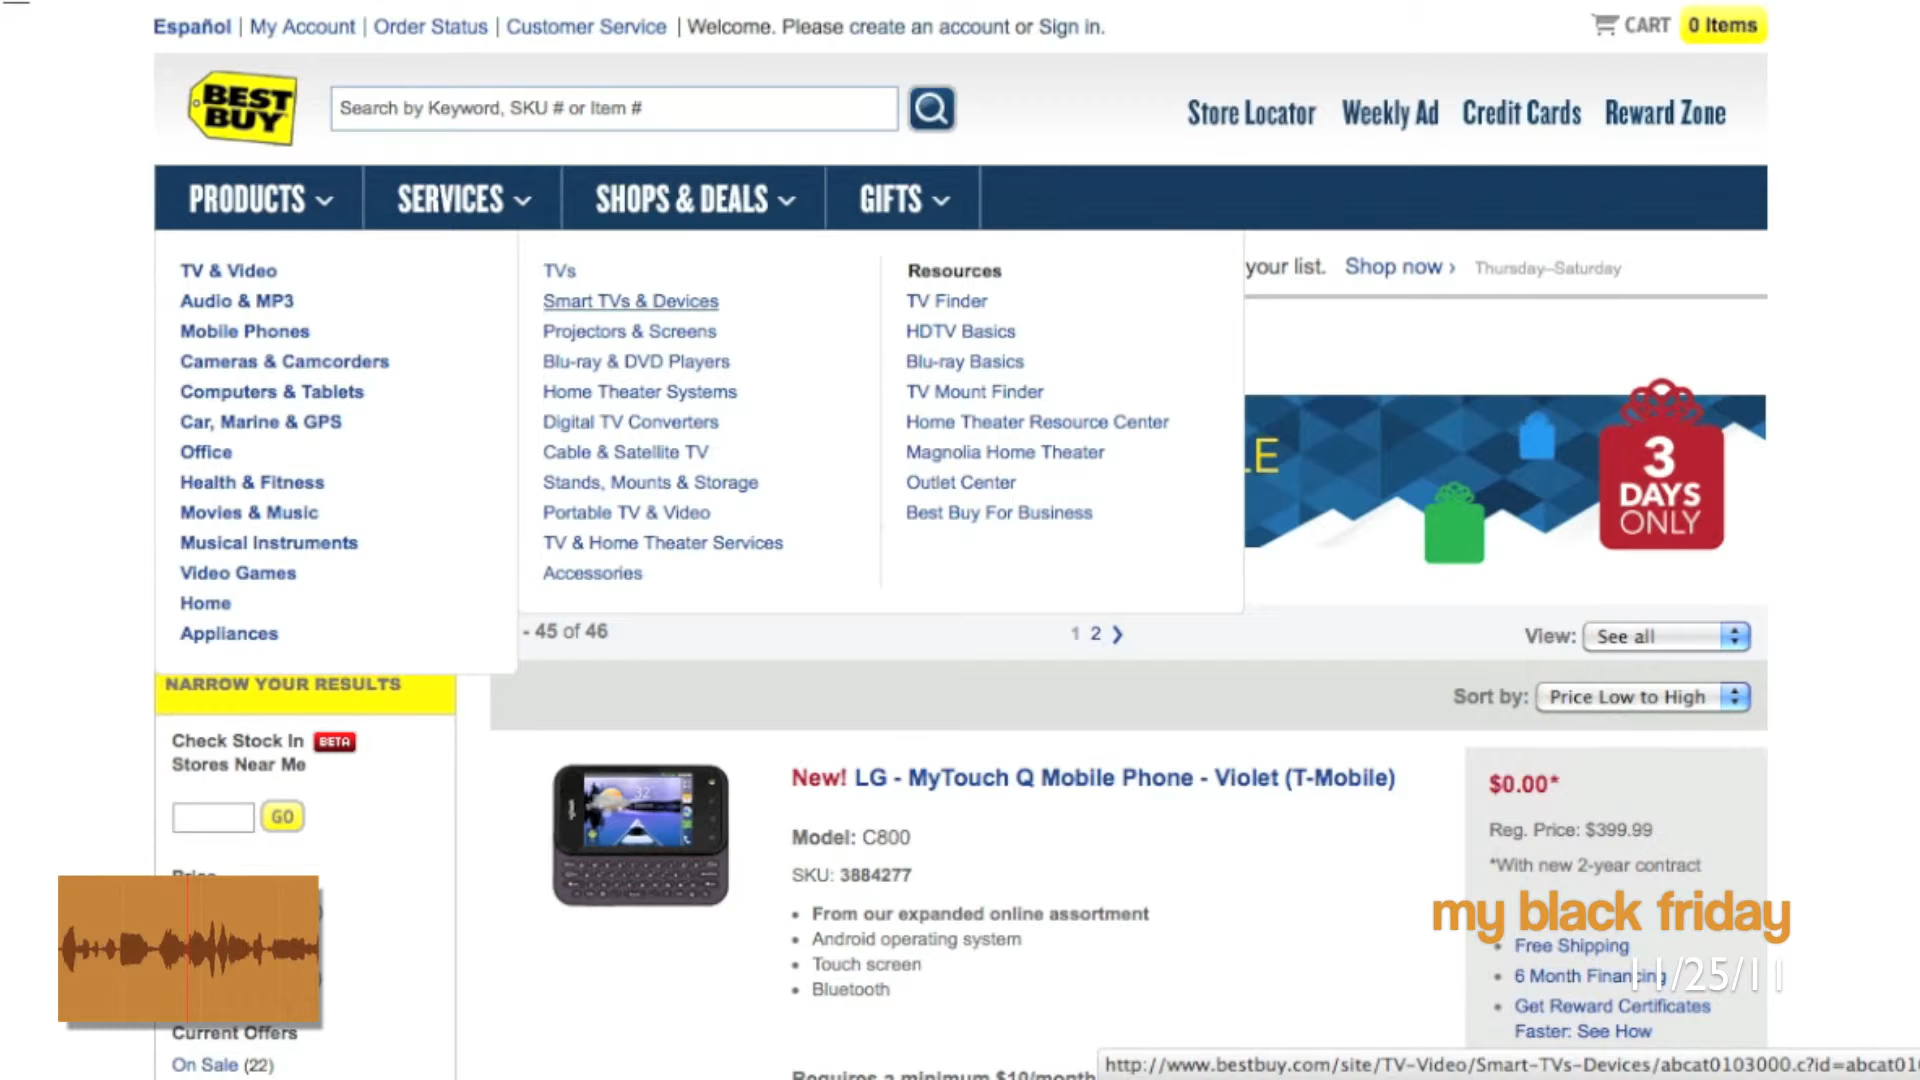 Español | My Account | Order Status | Customer Service | Welcome. Please create an account or Sign in.
CART 0 Items
BEST BUY
Search by Keyword, SKU # or Item #
Store Locator Weekly Ad Credit Cards Reward Zone
PRODUCTS SERVICES SHOPS & DEALS GIFTS
TV & Video
Audio & MP3
Mobile Phones
Cameras & Camcorders
Computers & Tablets
Car, Marine & GPS
Office
Health & Fitness
Movies & Music
Musical Instruments
Video Games
Home
Appliances
TVs
Smart TVs & Devices
Projectors & Screens
Blu-ray & DVD Players
Home Theater Systems
Digital TV Converters
Cable & Satellite TV
Stands, Mounts & Storage
Portable TV & Video
TV & Home Theater Services
Accessories
Resources
TV Finder
HDTV Basics
Blu-ray Basics
TV Mount Finder
Home Theater Resource Center
Magnolia Home Theater
Outlet Center
Best Buy For Business
your list. Shop now › Thursday–Saturday
LE
3
DAYS
ONLY
- 45 of 46
1 2
View: See all
Sort by: Price Low to High
NARROW YOUR RESULTS
Check Stock In BETA
Stores Near Me
GO
Price
Current Offers
On Sale (22)
New! LG - MyTouch Q Mobile Phone - Violet (T-Mobile)
Model: C800
SKU: 3884277
• From our expanded online assortment
• Android operating system
• Touch screen
• Bluetooth
Requires a minimum $10/month
$0.00*
Reg. Price: $399.99
*With new 2-year contract
my black friday
• Free Shipping
• 6 Month Financing
11/25/11
• Get Reward Certificates
Faster: See How
http://www.bestbuy.com/site/TV-Video/Smart-TVs-Devices/abcat0103000.c?id=abcat01